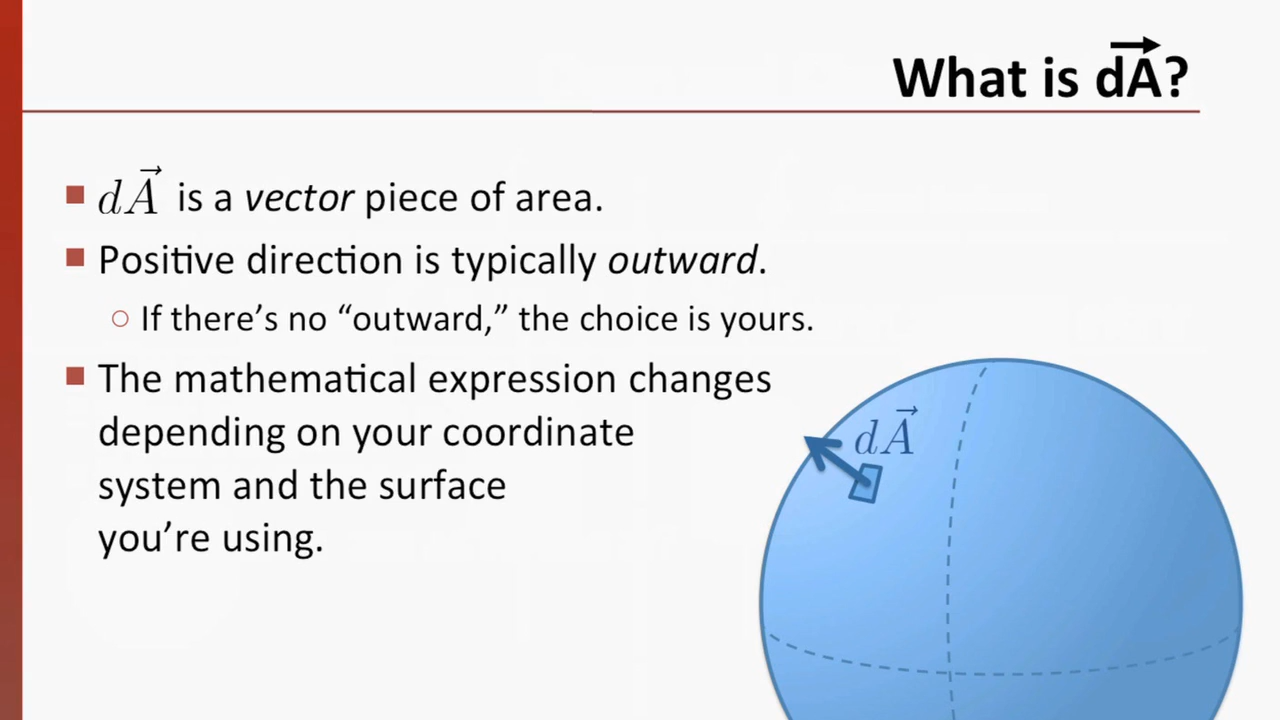 What is dA⃗?
dA⃗ is a vector piece of area.
Positive direction is typically outward.
If there’s no “outward,” the choice is yours.
The mathematical expression changes
depending on your coordinate
system and the surface
you’re using.
dA⃗